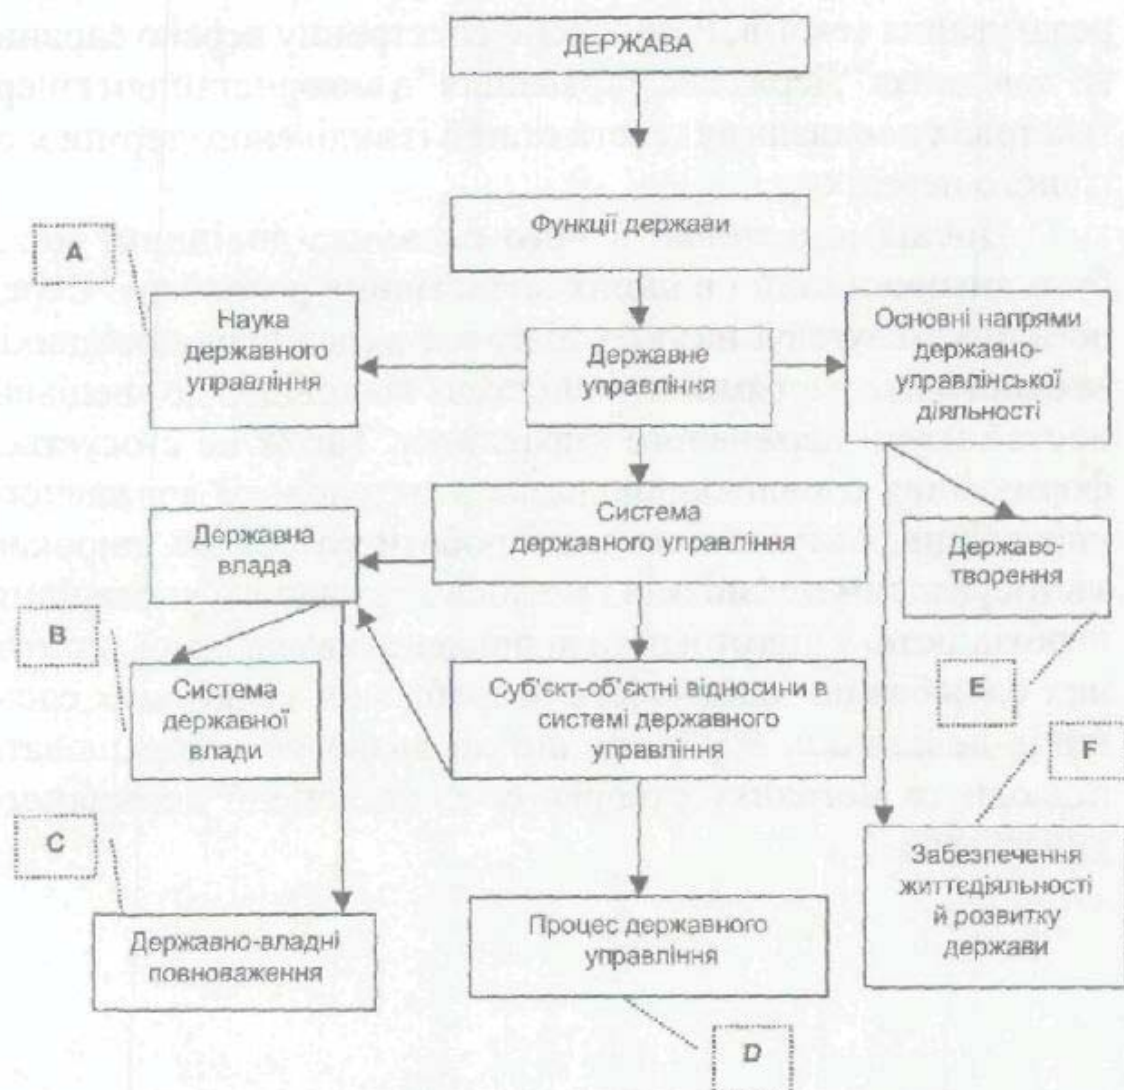 ДЕРЖАВА
Функції держави
A
Наука
державного
управління
Державне
управління
Основні напрями
державно-
управлінської
діяльності
Державна
влада
Система
державного управління
Державо-
творення
B
Система
державної
влади
Суб'єкт-об'єктні відносини в
системі державного
управління
E
F
C
Забезпечення
життєдіяльності
й розвитку
держави
Державно-владні
повноваження
Процес державного
управління
D